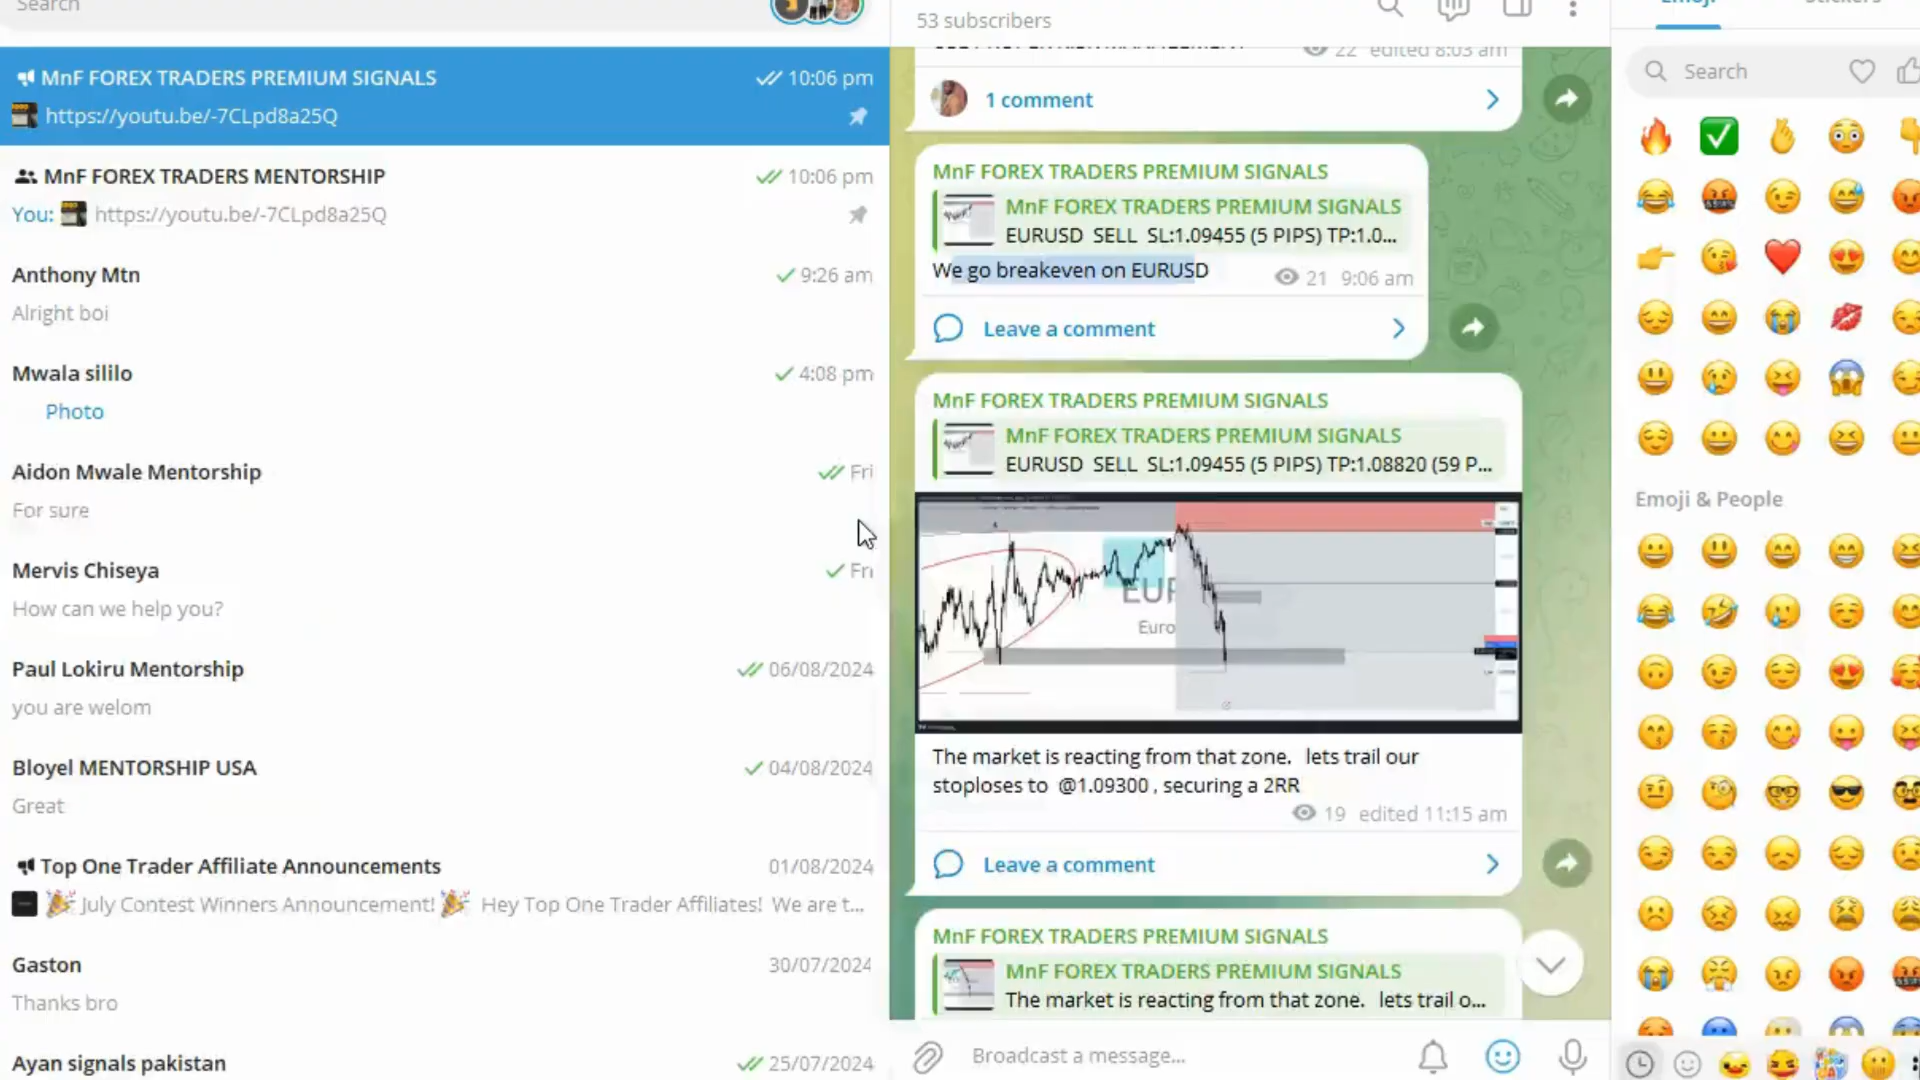 Search
MnF FOREX TRADERS PREMIUM SIGNALS 10:06 pm
https://youtu.be/-7CLpd8a25Q
MnF FOREX TRADERS MENTORSHIP 10:06 pm
You: https://youtu.be/-7CLpd8a25Q
Anthony Mtn 9:26 am
Alright boi
Mwala sililo 4:08 pm
Photo
Aidon Mwale Mentorship Fri
For sure
Mervis Chiseya Fri
How can we help you?
Paul Lokiru Mentorship 06/08/2024
you are welom
Bloyel MENTORSHIP USA 04/08/2024
Great
Top One Trader Affiliate Announcements 01/08/2024
July Contest Winners Announcement! Hey Top One Trader Affiliates! We are t...
Gaston 30/07/2024
Thanks bro
Ayan signals pakistan 25/07/2024
53 subscribers
22 edited 8:03 am
1 comment
MnF FOREX TRADERS PREMIUM SIGNALS
MnF FOREX TRADERS PREMIUM SIGNALS
EURUSD SELL SL:1.09455 (5 PIPS) TP:1.0...
We go breakeven on EURUSD 21 9:06 am
Leave a comment
MnF FOREX TRADERS PREMIUM SIGNALS
MnF FOREX TRADERS PREMIUM SIGNALS
EURUSD SELL SL:1.09455 (5 PIPS) TP:1.08820 (59 P...
EUR
Euro
The market is reacting from that zone. lets trail our
stoploses to @1.09300 , securing a 2RR
19 edited 11:15 am
Leave a comment
MnF FOREX TRADERS PREMIUM SIGNALS
MnF FOREX TRADERS PREMIUM SIGNALS
The market is reacting from that zone. lets trail o...
Broadcast a message...
Emoji Stickers
Search
Emoji & People